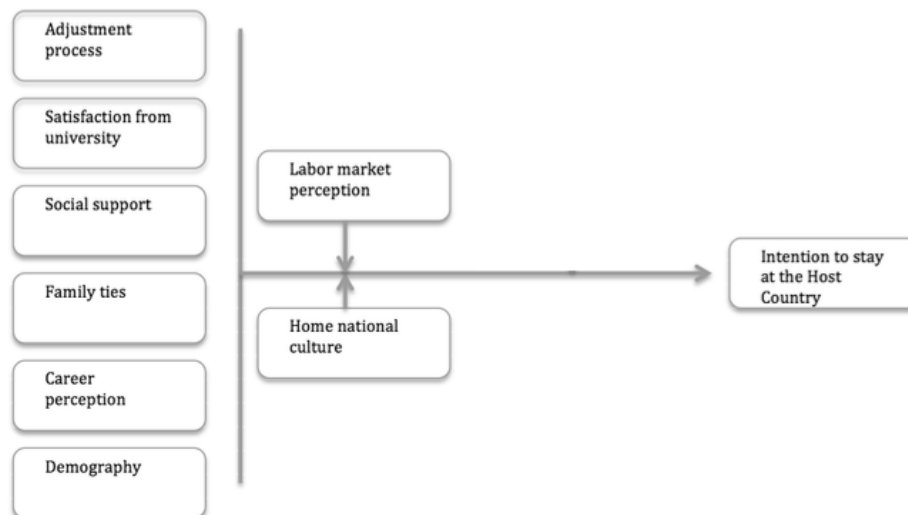 Adjustment
process
Satisfaction from
university
Social support
Family ties
Career
perception
Demography
Labor market
perception
Home national
culture
Intention to stay
at the Host
Country